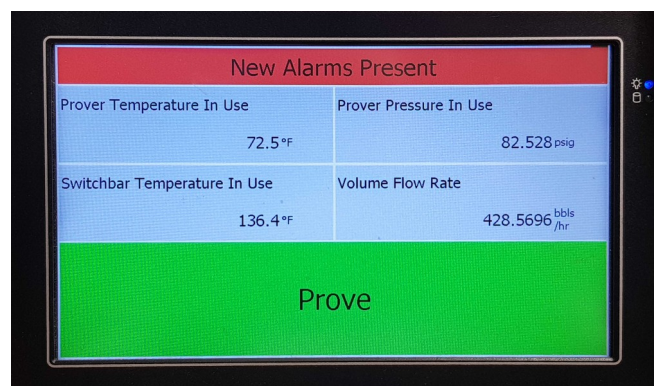 New Alarms Present
Prover Temperature In Use
72.5 °F
Prover Pressure In Use
82.528 psig
Switchbar Temperature In Use
136.4 °F
Volume Flow Rate
428.5696 bbls
/hr
Prove